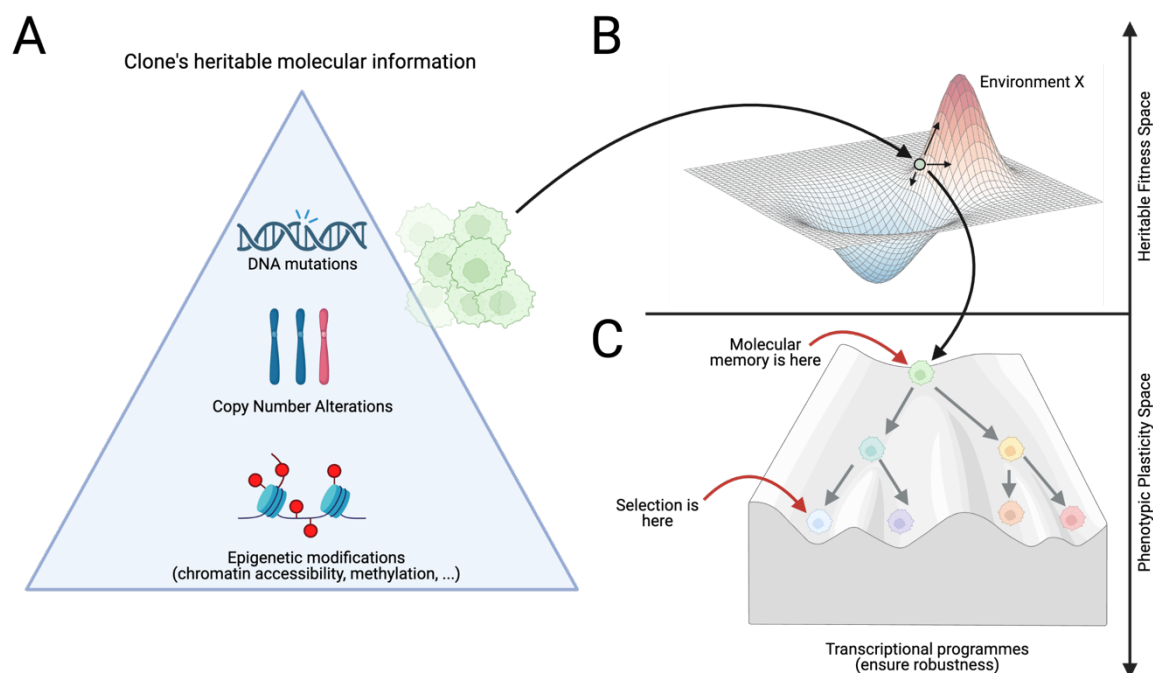 A
Clone's heritable molecular information
DNA mutations
Copy Number Alterations
Epigenetic modifications
(chromatin accessibility, methylation, ...)
B
Environment X
Heritable Fitness Space
C
Molecular
memory is here
Selection is
here
Transcriptional programmes
(ensure robustness)
Phenotypic Plasticity Space